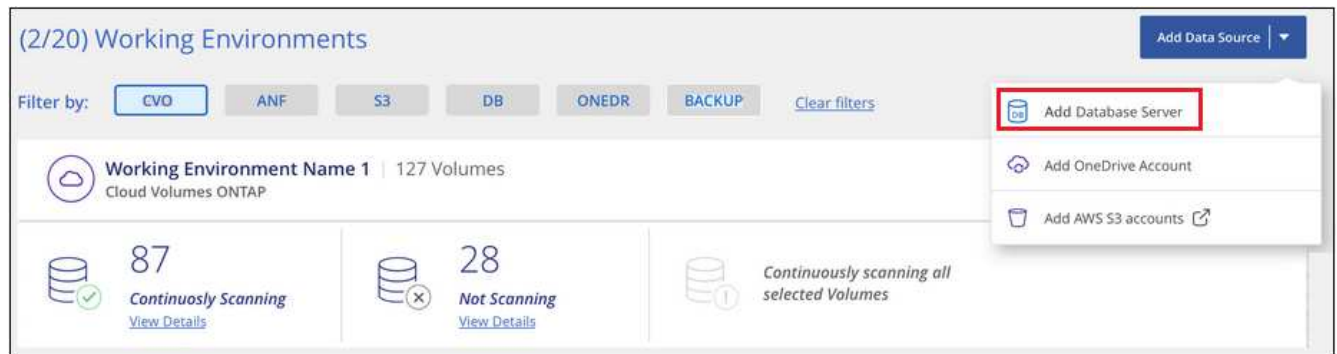 (2/20) Working Environments
Add Data Source
Filter by: CVO ANF S3 DB ONEDR BACKUP Clear filters
DB Add Database Server
Working Environment Name 1 | 127 Volumes
Cloud Volumes ONTAP
Add OneDrive Account
Add AWS S3 accounts
87
Continuosly Scanning
View Details
28
Not Scanning
View Details
Continuously scanning all
selected Volumes